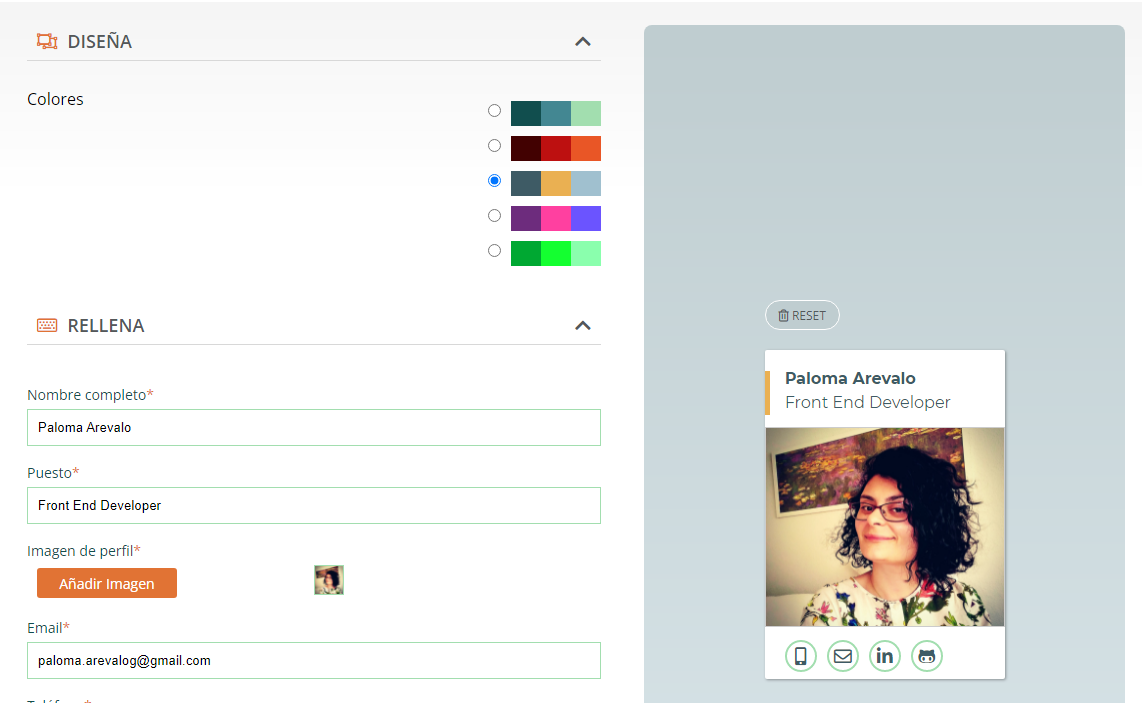 DISEÑA
Colores
RELLENA
Nombre completo*
Paloma Arevalo
Puesto*
Front End Developer
Imagen de perfil*
Añadir Imagen
Email*
paloma.arevalog@gmail.com
RESET
Paloma Arevalo
Front End Developer
in